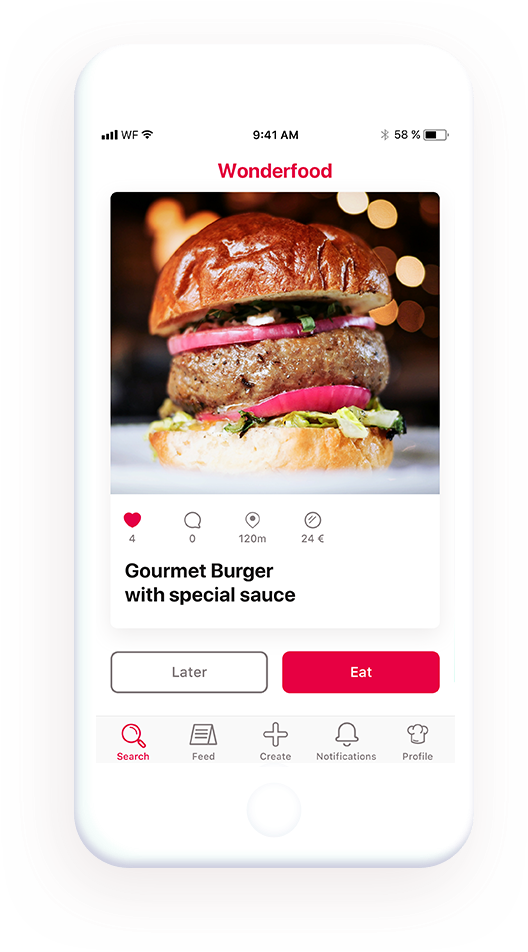 WF 9:41 AM 58 %
Wonderfood
4 0 120m 24 €
Gourmet Burger
with special sauce
Later Eat
Search Feed Create Notifications Profile